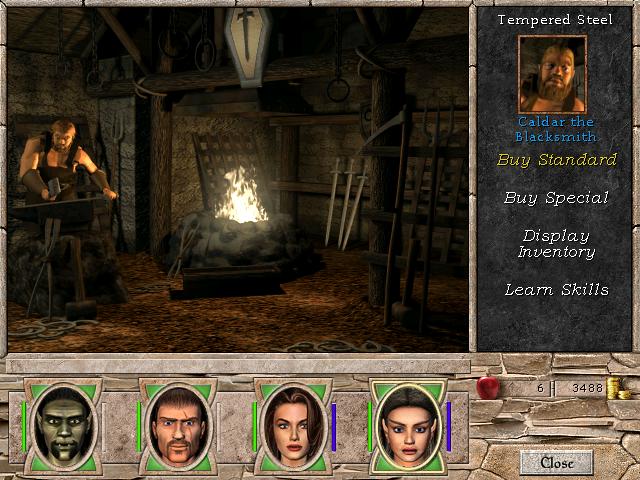 Tempered Steel
Caldar the
Blacksmith
Buy Standard
Buy Special
Display
Inventory
Learn Skills
6
3488
Close